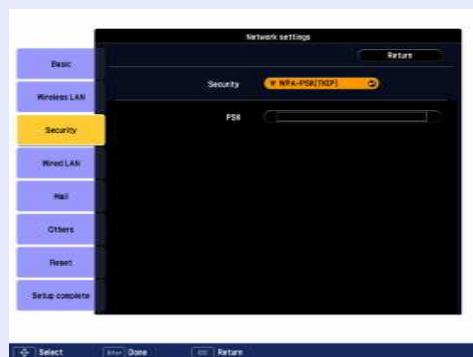 Network settings
Return
Basic
Security WPA-PSK(TKIP)
Wireless LAN
PSK
Security
Wired LAN
Mail
Others
Reset
Setup complete
Select Enter Done Esc Return